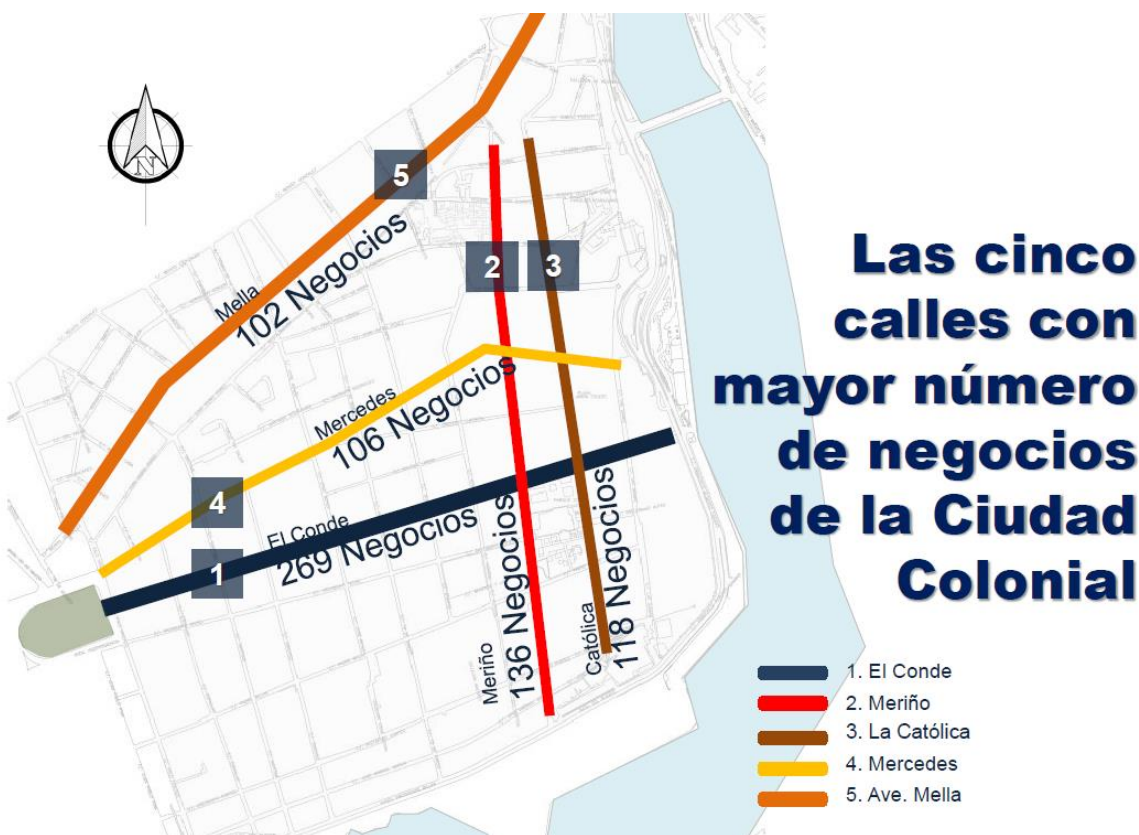 N
5
Mella
102 Negocios
2
3
Mercedes
106 Negocios
4
El Conde
269 Negocios
1
Meriño
136 Negocios
Católica
118 Negocios
Las cinco
calles con
mayor número
de negocios
de la Ciudad
Colonial
1. El Conde
2. Meriño
3. La Católica
4. Mercedes
5. Ave. Mella